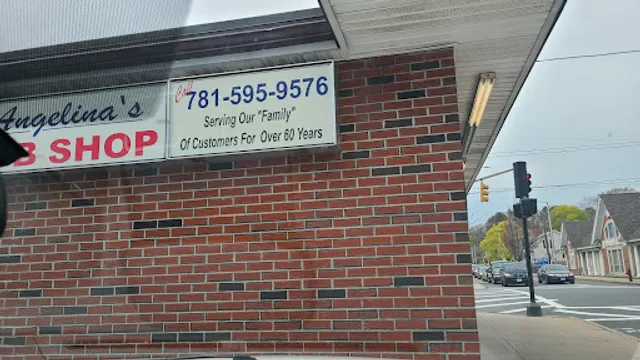 Angelina's
B SHOP
Call 781-595-9576
Serving Our "Family"
Of Customers For Over 60 Years